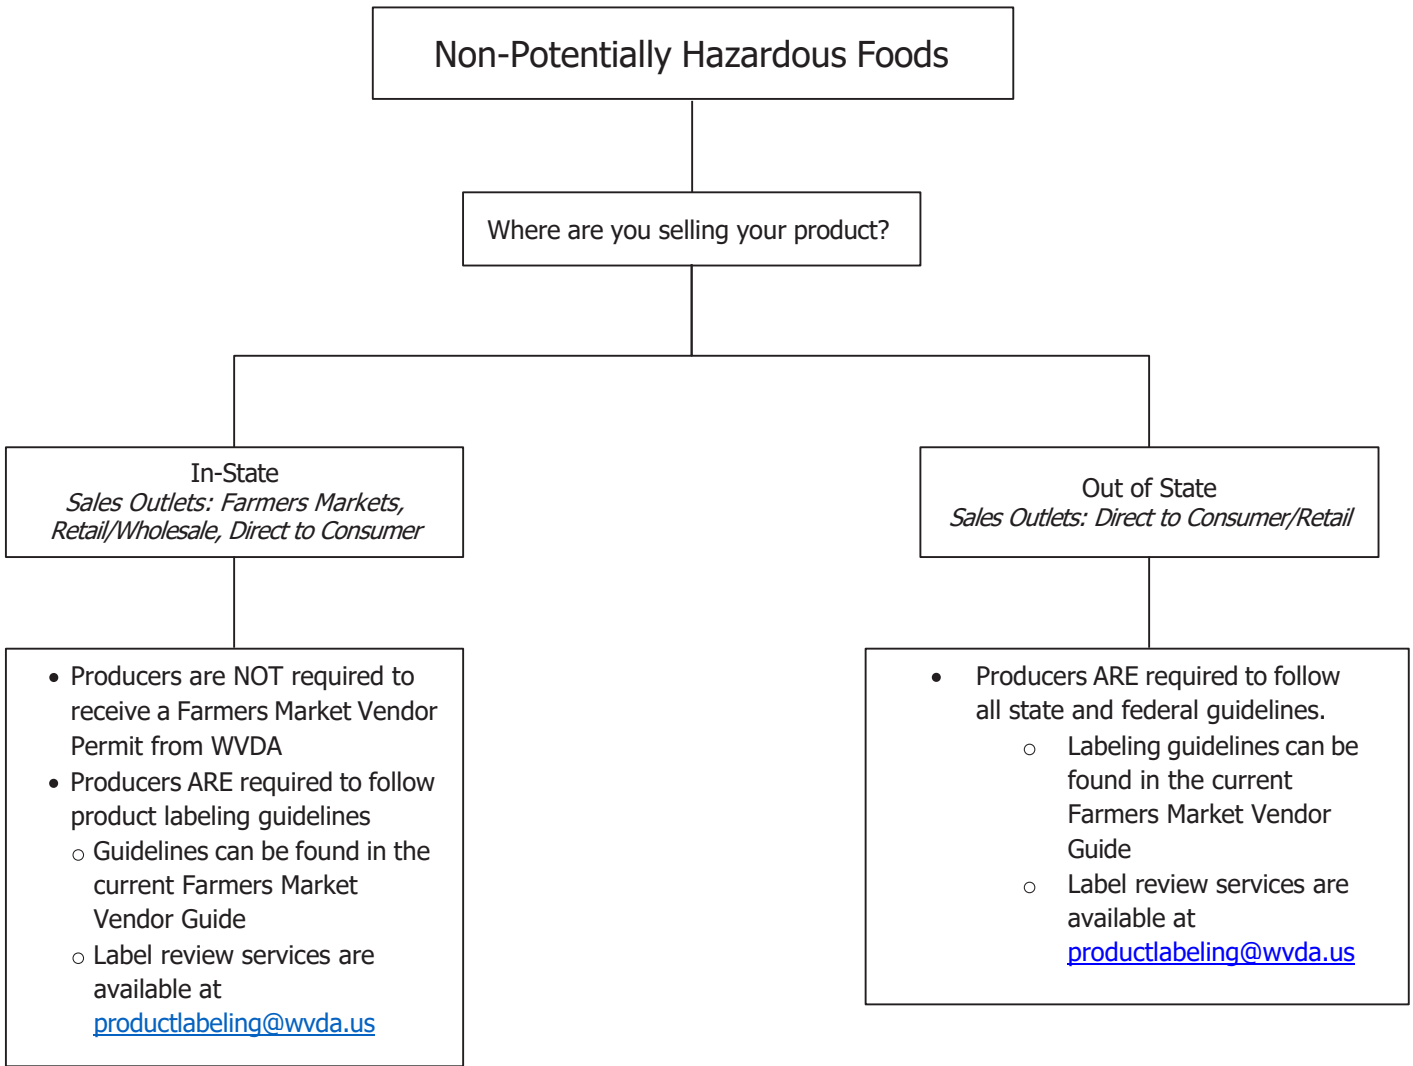 Non-Potentially Hazardous Foods
Where are you selling your product?
In-State
Sales Outlets: Farmers Markets,
Retail/Wholesale, Direct to Consumer
Out of State
Sales Outlets: Direct to Consumer/Retail
• Producers are NOT required to
receive a Farmers Market Vendor
Permit from WVDA
• Producers ARE required to follow
product labeling guidelines
○ Guidelines can be found in the
current Farmers Market
Vendor Guide
○ Label review services are
available at
productlabeling@wvda.us
• Producers ARE required to follow
all state and federal guidelines.
○ Labeling guidelines can be
found in the current
Farmers Market Vendor
Guide
○ Label review services are
available at
productlabeling@wvda.us